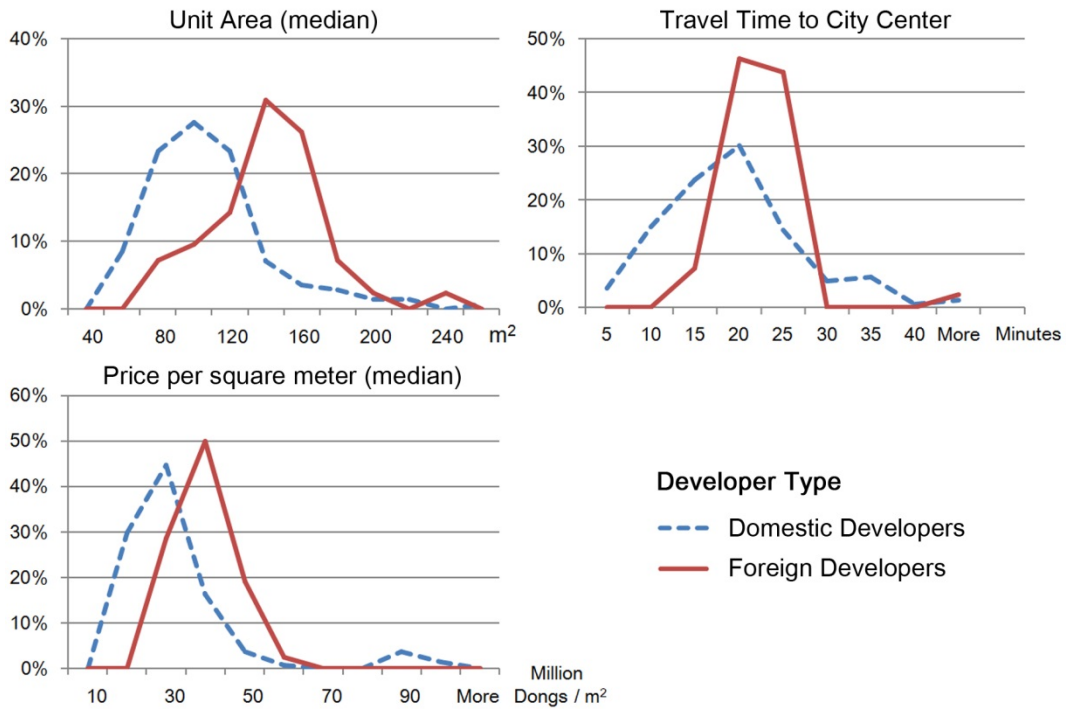 Unit Area (median)
40%
30%
20%
10%
0%
40 80 120 160 200 240 m²
Travel Time to City Center
50%
40%
30%
20%
10%
0%
5 10 15 20 25 30 35 40 More Minutes
Price per square meter (median)
60%
50%
40%
30%
20%
10%
0%
10 30 50 70 90 More
Million
Dongs / m²
Developer Type
Domestic Developers
Foreign Developers